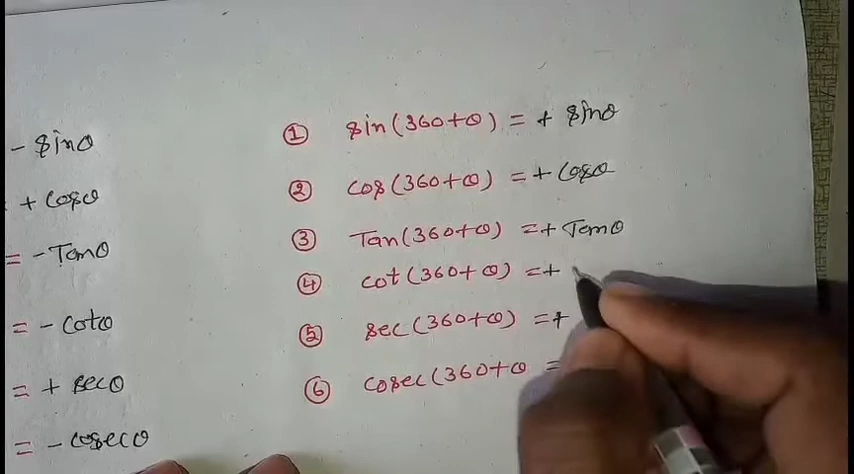 - sinθ
+ cosθ
= - Tanθ
= - cotθ
= + secθ
= - cosecθ
① sin(360+θ) = + sinθ
② cos(360+θ) = + cosθ
③ Tan(360+θ) = + Tanθ
④ cot(360+θ) = +
⑤ sec(360+θ) = +
⑥ cosec(360+θ =